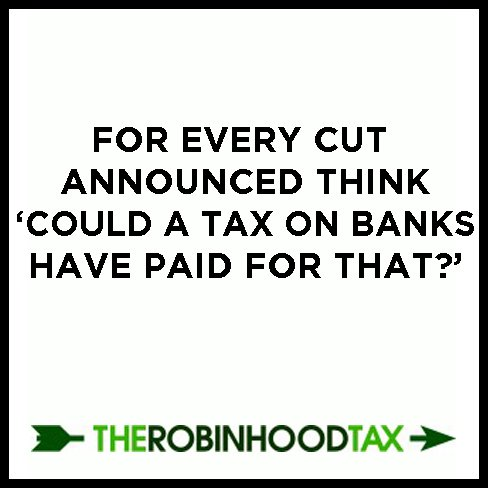 FOR EVERY CUT
ANNOUNCED THINK
‘COULD A TAX ON BANKS
HAVE PAID FOR THAT?’
THEROBINHOODTAX